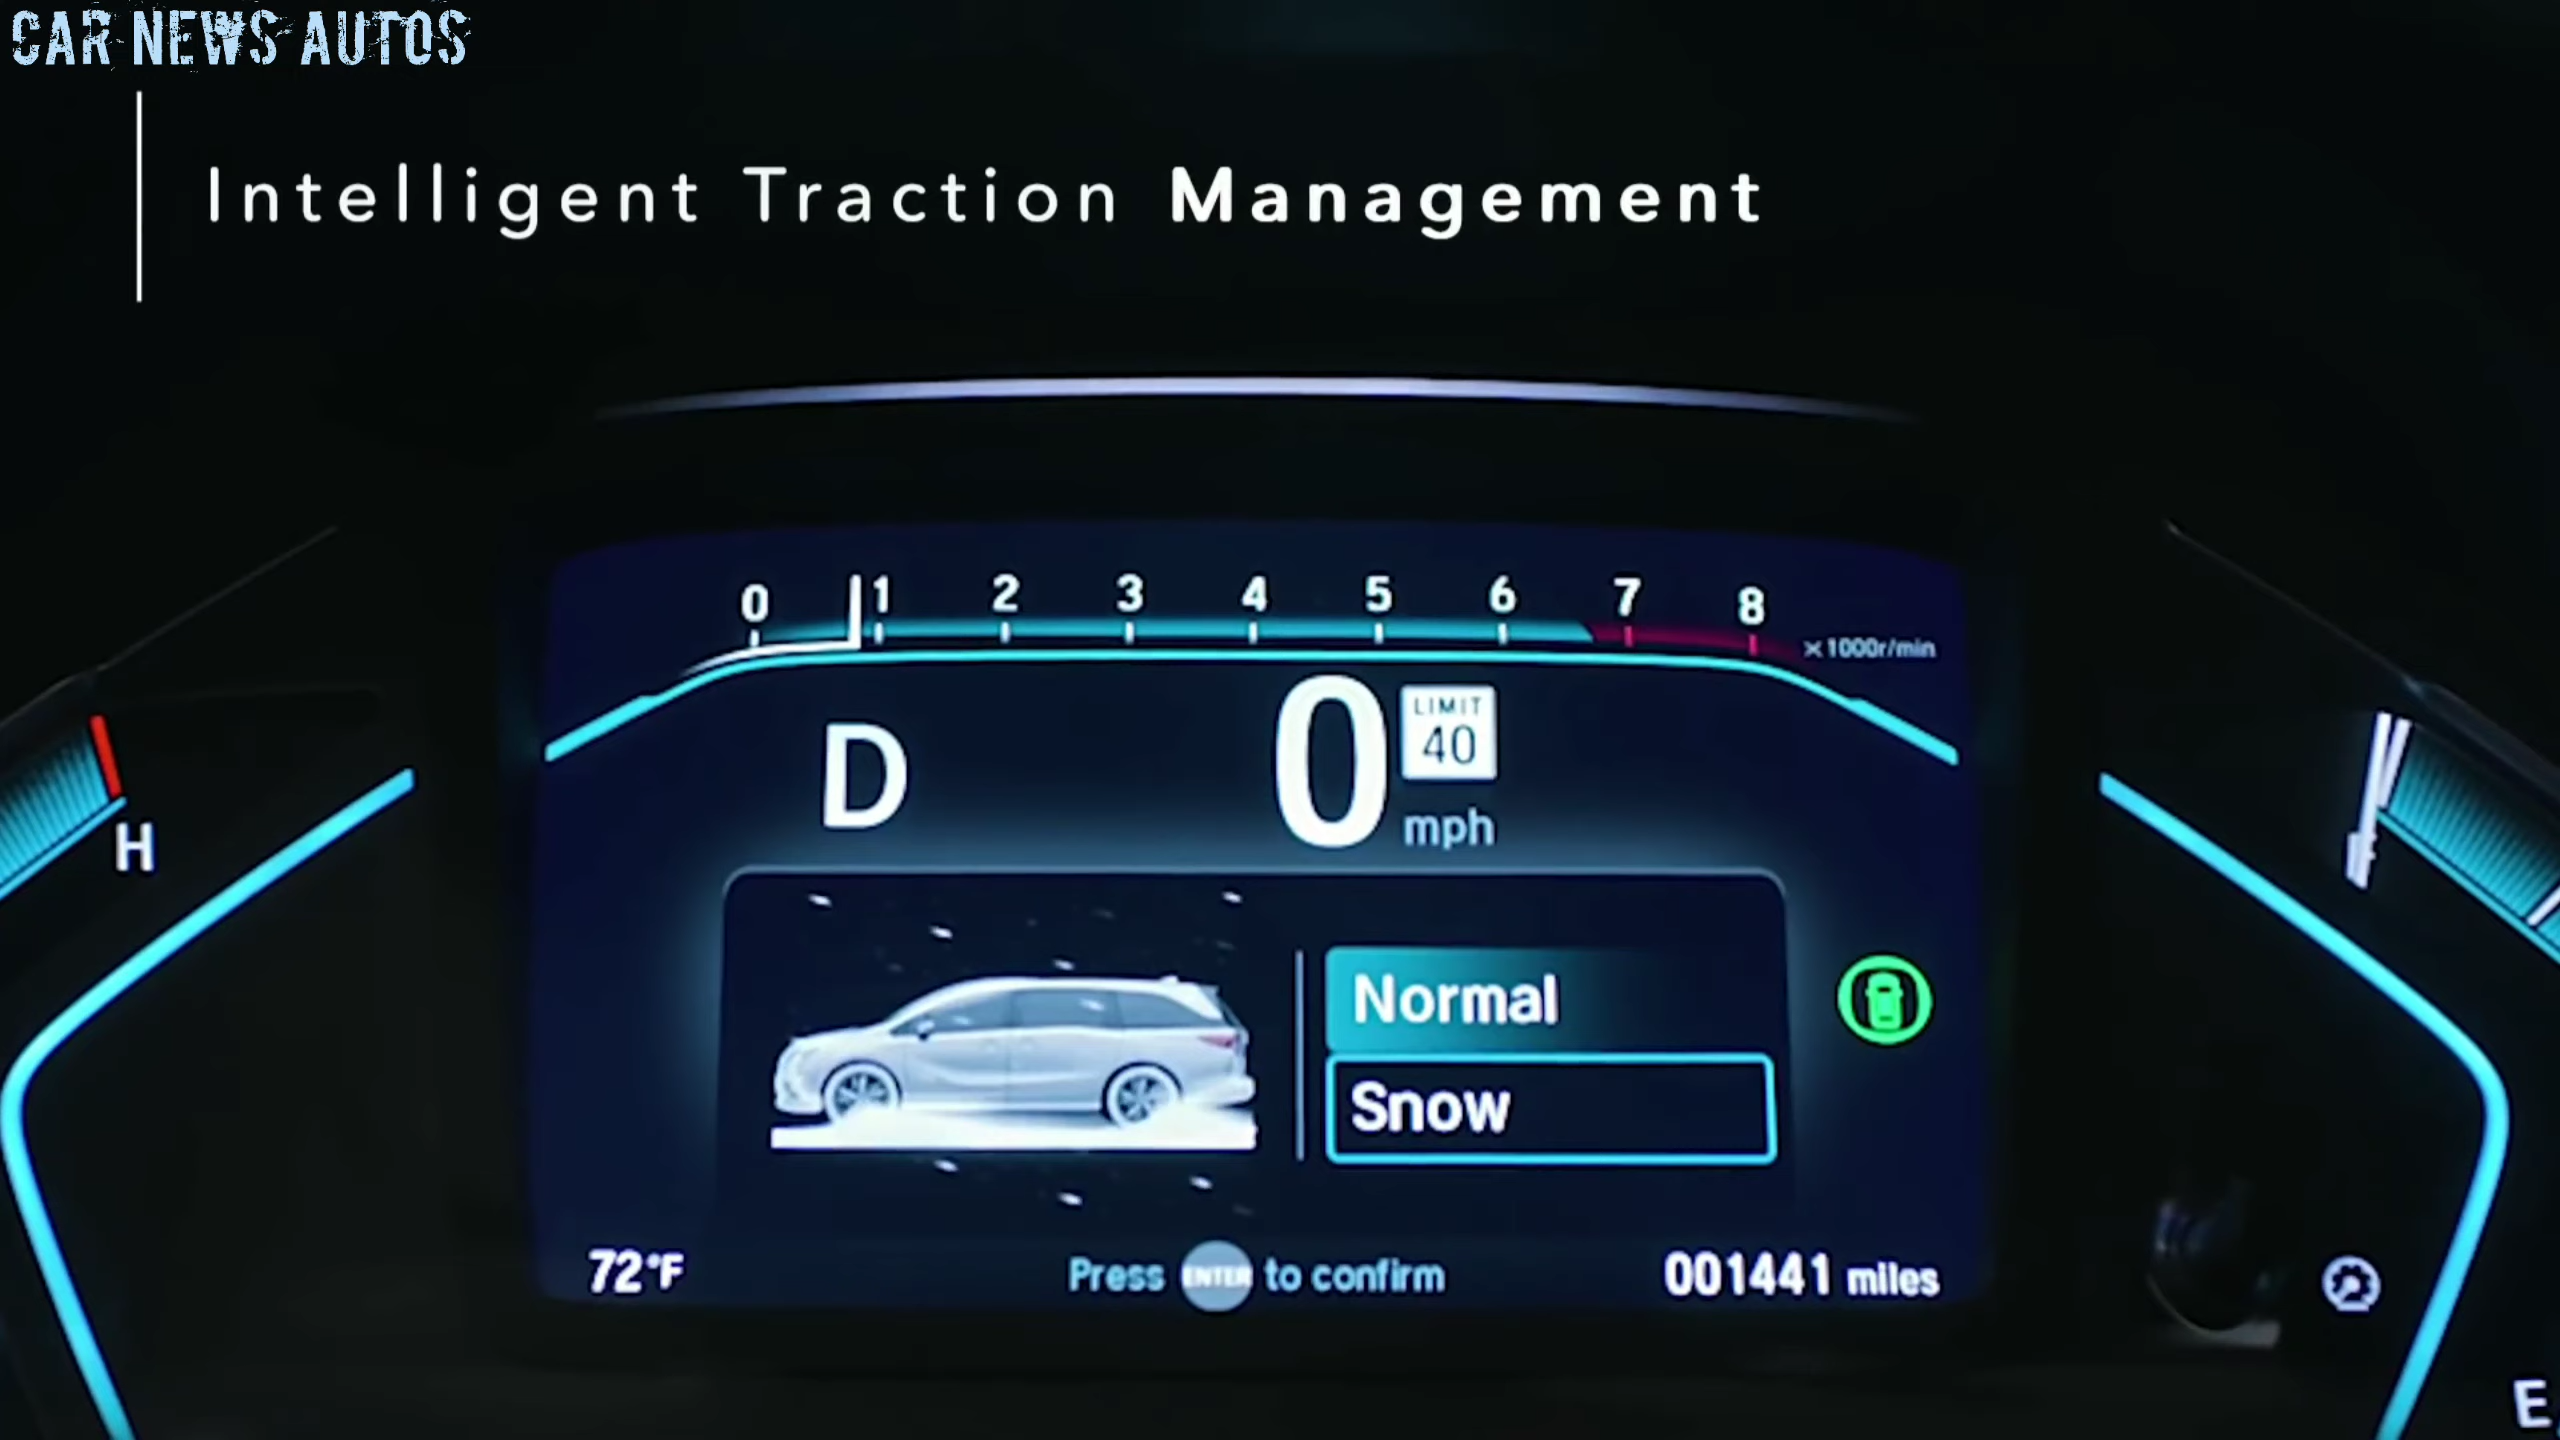 CAR NEWS AUTOS
Intelligent Traction Management
0 1 2 3 4 5 6 7 8
×1000r/min
D 0 LIMIT
40
mph
H
Normal
Snow
72°F Press ENTER to confirm 001441 miles
E